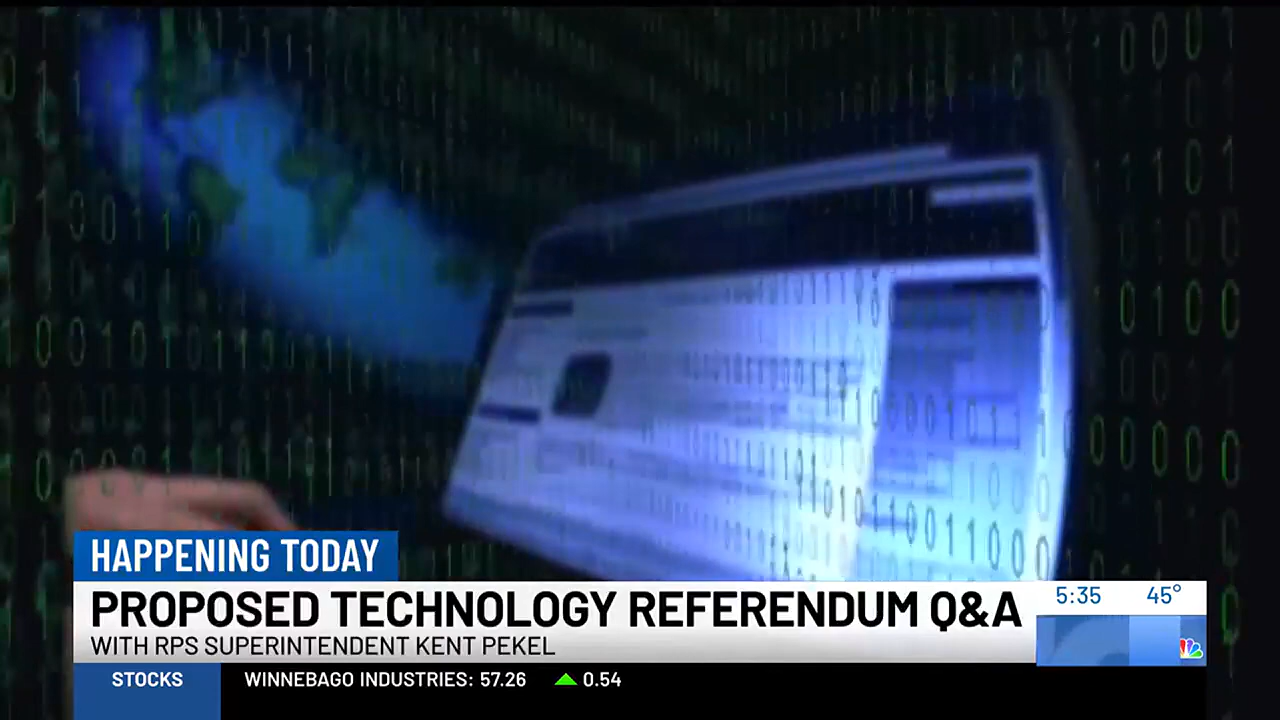 HAPPENING TODAY
PROPOSED TECHNOLOGY REFERENDUM Q&A
WITH RPS SUPERINTENDENT KENT PEKEL
5:35 45°
STOCKS WINNEBAGO INDUSTRIES: 57.26 0.54